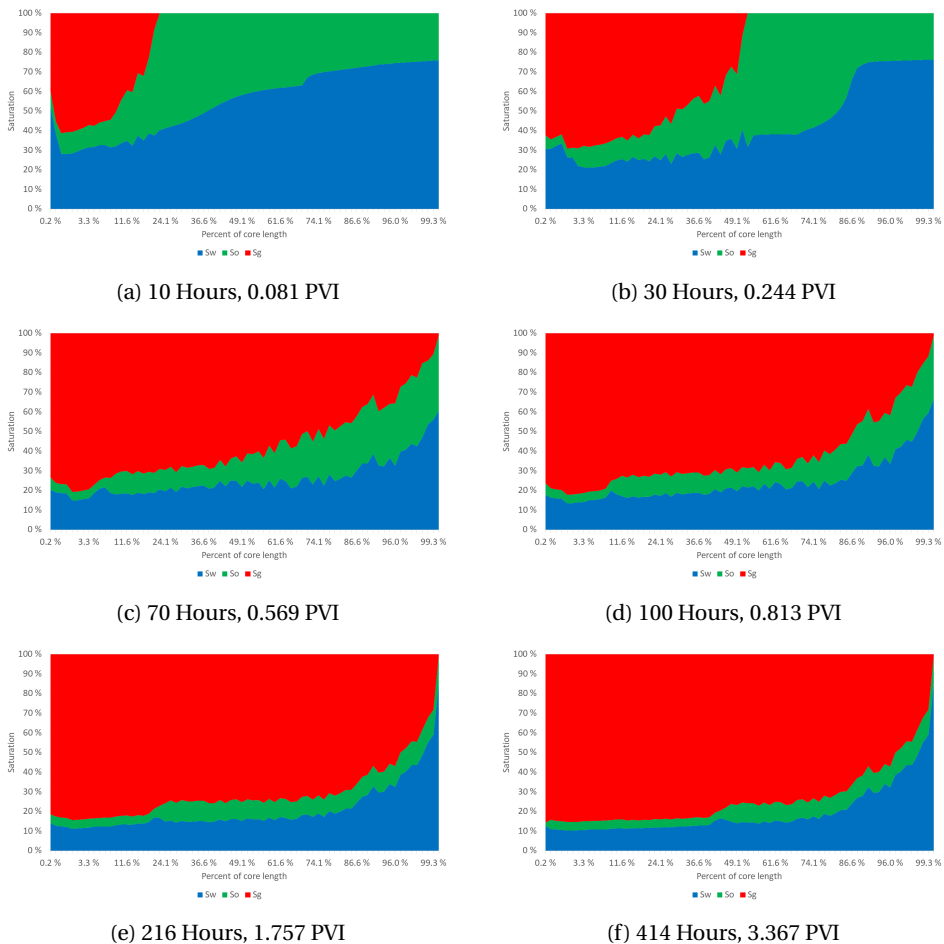 100 %
90 %
80 %
70 %
60 %
50 %
40 %
30 %
20 %
10 %
0 %
Saturation
0.2 % 3.3 % 11.6 % 24.1 % 36.6 % 49.1 % 61.6 % 74.1 % 86.6 % 96.0 % 99.3 %
Percent of core length
Sw So Sg
(a) 10 Hours, 0.081 PVI
100 %
90 %
80 %
70 %
60 %
50 %
40 %
30 %
20 %
10 %
0 %
Saturation
0.2 % 3.3 % 11.6 % 24.1 % 36.6 % 49.1 % 61.6 % 74.1 % 86.6 % 96.0 % 99.3 %
Percent of core length
Sw So Sg
(b) 30 Hours, 0.244 PVI
100 %
90 %
80 %
70 %
60 %
50 %
40 %
30 %
20 %
10 %
0 %
Saturation
0.2 % 3.3 % 11.6 % 24.1 % 36.6 % 49.1 % 61.6 % 74.1 % 86.6 % 96.0 % 99.3 %
Percent of core length
Sw So Sg
(c) 70 Hours, 0.569 PVI
100 %
90 %
80 %
70 %
60 %
50 %
40 %
30 %
20 %
10 %
0 %
Saturation
0.2 % 3.3 % 11.6 % 24.1 % 36.6 % 49.1 % 61.6 % 74.1 % 86.6 % 96.0 % 99.3 %
Percent of core length
Sw So Sg
(d) 100 Hours, 0.813 PVI
100 %
90 %
80 %
70 %
60 %
50 %
40 %
30 %
20 %
10 %
0 %
Saturation
0.2 % 3.3 % 11.6 % 24.1 % 36.6 % 49.1 % 61.6 % 74.1 % 86.6 % 96.0 % 99.3 %
Percent of core length
Sw So Sg
(e) 216 Hours, 1.757 PVI
100 %
90 %
80 %
70 %
60 %
50 %
40 %
30 %
20 %
10 %
0 %
Saturation
0.2 % 3.3 % 11.6 % 24.1 % 36.6 % 49.1 % 61.6 % 74.1 % 86.6 % 96.0 % 99.3 %
Percent of core length
Sw So Sg
(f) 414 Hours, 3.367 PVI